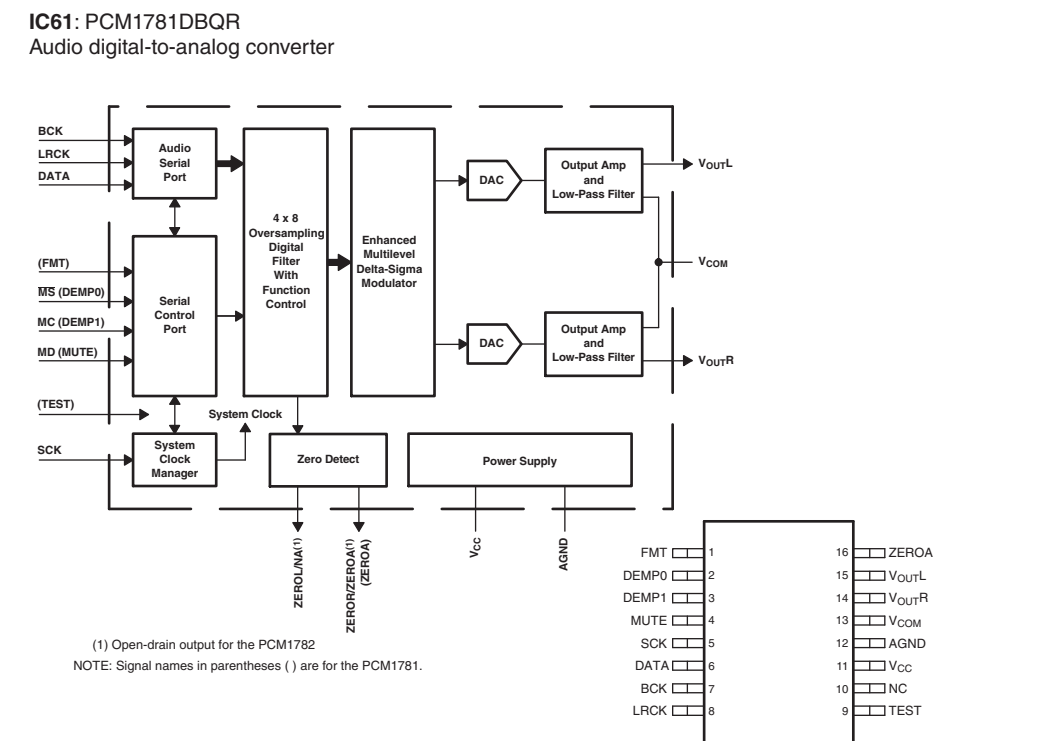 IC61: PCM1781DBQR
Audio digital-to-analog converter
BCK
LRCK
DATA
Audio
Serial
Port
(FMT)
MS (DEMP0)
MC (DEMP1)
MD (MUTE)
Serial
Control
Port
(TEST)
SCK
System
Clock
Manager
System Clock
4 x 8
Oversampling
Digital
Filter
With
Function
Control
Enhanced
Multilevel
Delta-Sigma
Modulator
DAC
Output Amp
and
Low-Pass Filter
VOUTL
VCOM
DAC
Output Amp
and
Low-Pass Filter
VOUTR
Zero Detect
Power Supply
ZEROL/NA(1)
ZEROR/ZEROA(1)
(ZEROA)
VCC
AGND
(1) Open-drain output for the PCM1782
NOTE: Signal names in parentheses ( ) are for the PCM1781.
FMT 1 16 ZEROA
DEMP0 2 15 VOUTL
DEMP1 3 14 VOUTR
MUTE 4 13 VCOM
SCK 5 12 AGND
DATA 6 11 VCC
BCK 7 10 NC
LRCK 8 9 TEST